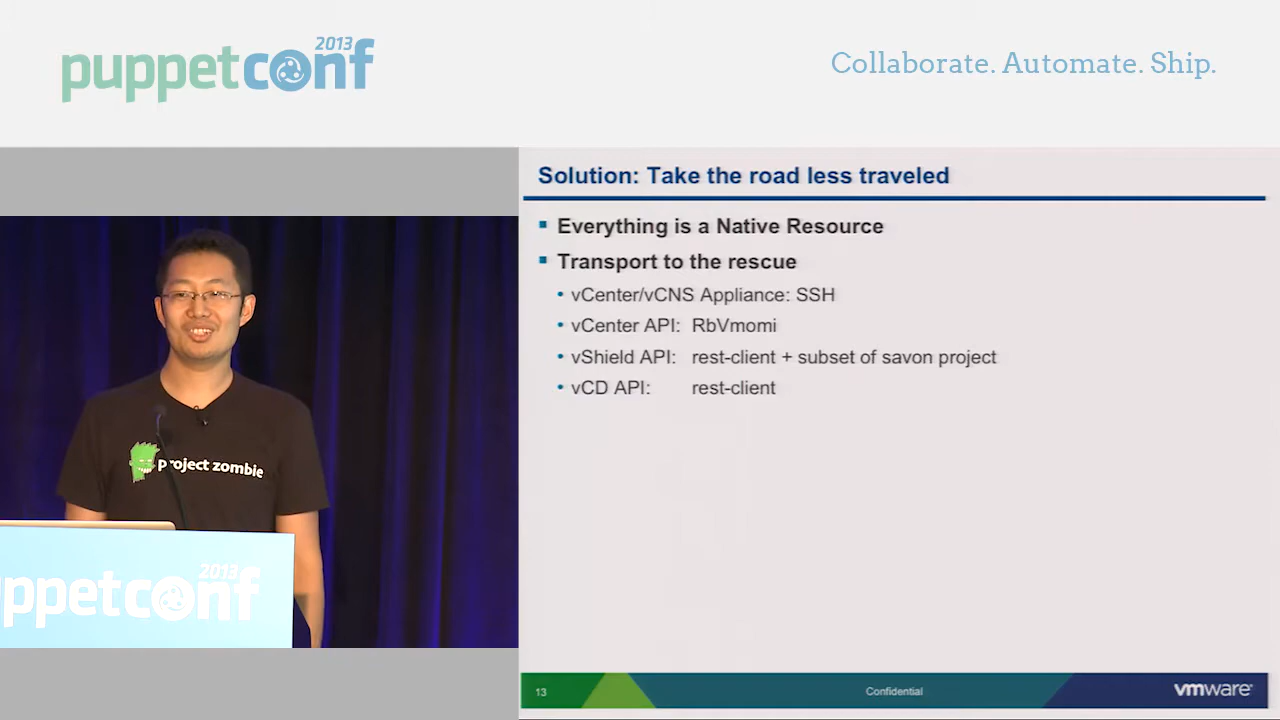 puppetconf 2013
Collaborate. Automate. Ship.
Solution: Take the road less traveled
Everything is a Native Resource
Transport to the rescue
vCenter/vCNS Appliance: SSH
vCenter API: RbVmomi
vShield API: rest-client + subset of savon project
vCD API: rest-client
project zombie
puppetconf 2013
13
Confidential
vmware